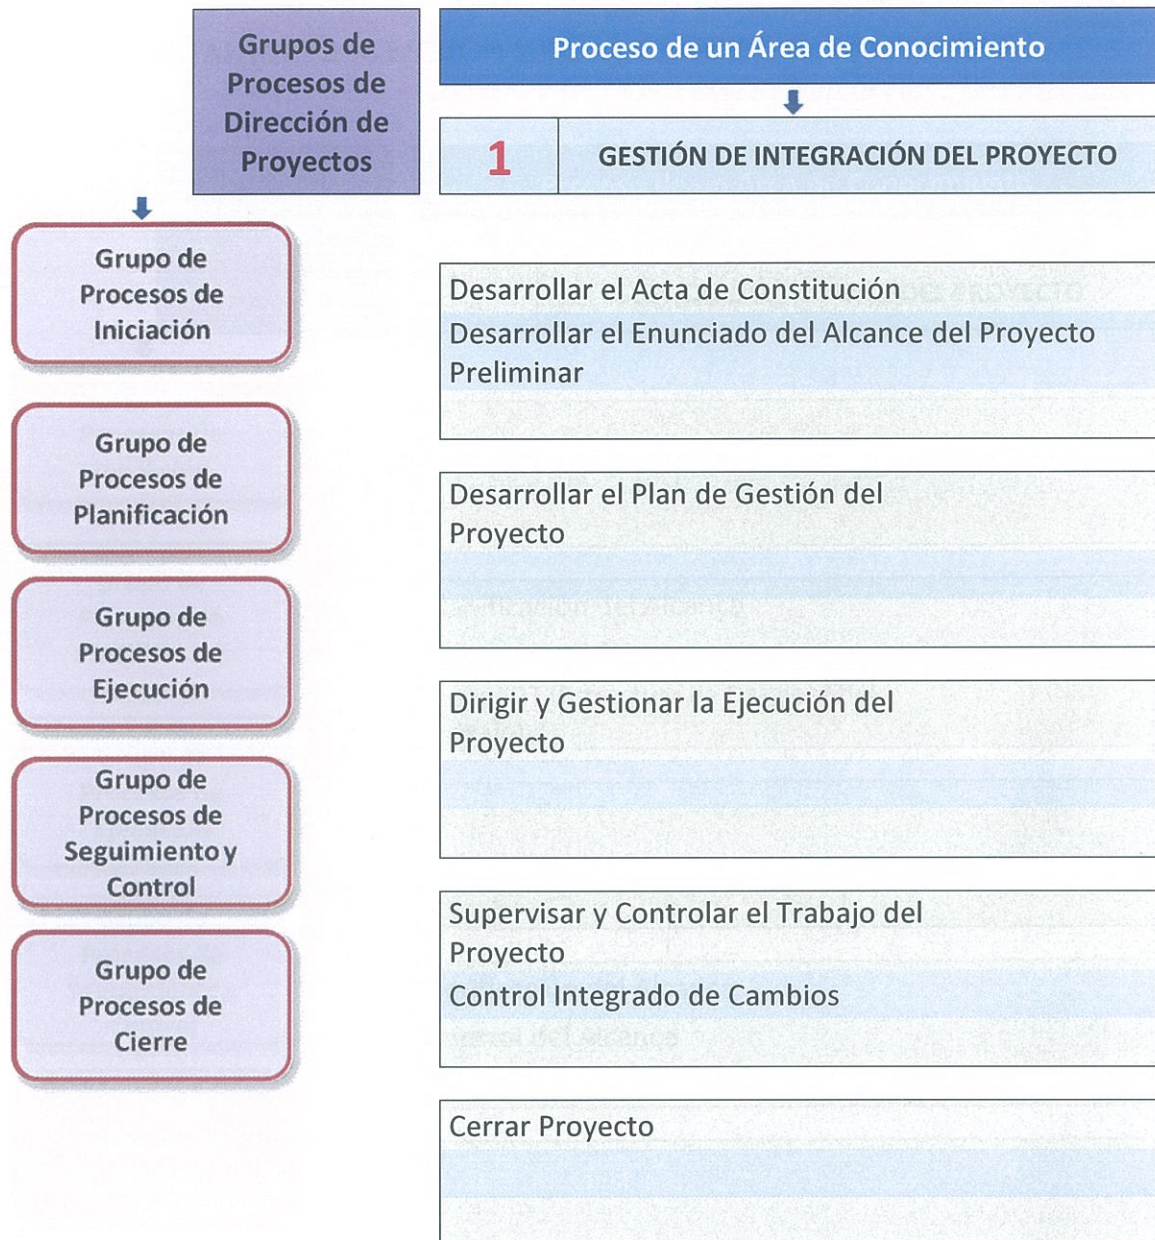 Grupos de
Procesos de
Dirección de
Proyectos
Proceso de un Área de Conocimiento
1
GESTIÓN DE INTEGRACIÓN DEL PROYECTO
Grupo de
Procesos de
Iniciación
Desarrollar el Acta de Constitución
Desarrollar el Enunciado del Alcance del Proyecto
Preliminar
Grupo de
Procesos de
Planificación
Desarrollar el Plan de Gestión del
Proyecto
Grupo de
Procesos de
Ejecución
Dirigir y Gestionar la Ejecución del
Proyecto
Grupo de
Procesos de
Seguimiento y
Control
Supervisar y Controlar el Trabajo del
Proyecto
Control Integrado de Cambios
Grupo de
Procesos de
Cierre
Cerrar Proyecto